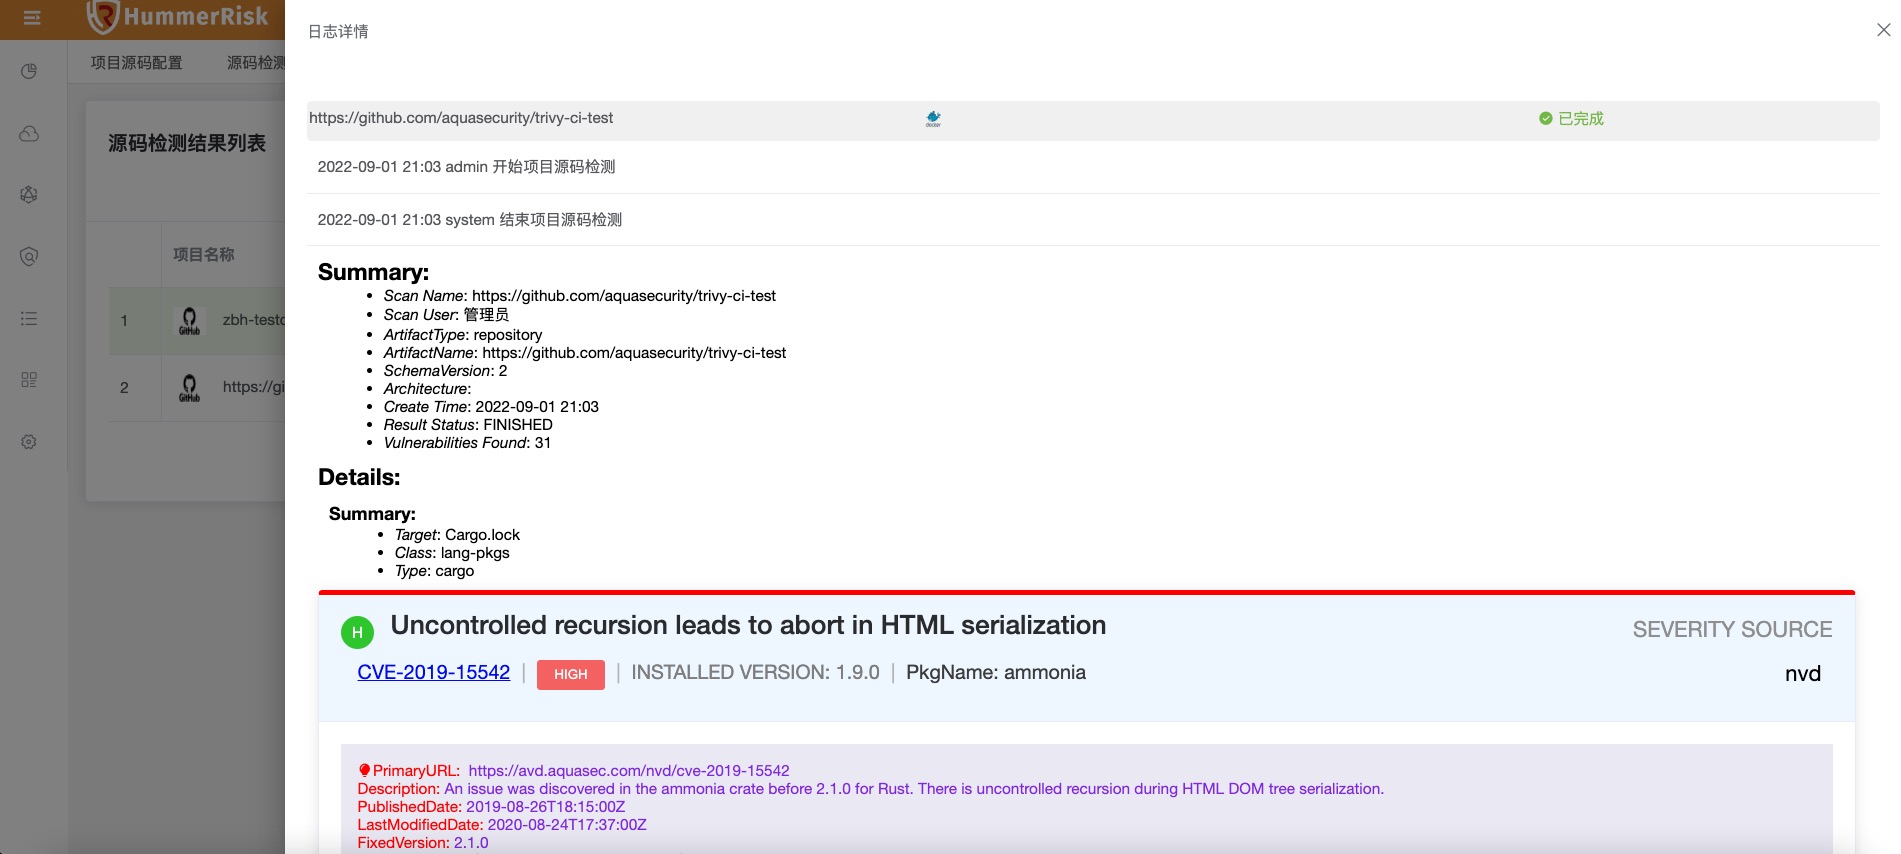 HummerRisk
项目源码配置
源码检测
源码检测结果列表
项目名称
1
GitHub
zbh-testc
2
GitHub
https://gi
日志详情
https://github.com/aquasecurity/trivy-ci-test
docker
已完成
2022-09-01 21:03 admin 开始项目源码检测
2022-09-01 21:03 system 结束项目源码检测
Summary:
Scan Name: https://github.com/aquasecurity/trivy-ci-test
Scan User: 管理员
ArtifactType: repository
ArtifactName: https://github.com/aquasecurity/trivy-ci-test
SchemaVersion: 2
Architecture:
Create Time: 2022-09-01 21:03
Result Status: FINISHED
Vulnerabilities Found: 31
Details:
Summary:
Target: Cargo.lock
Class: lang-pkgs
Type: cargo
H Uncontrolled recursion leads to abort in HTML serialization
SEVERITY SOURCE
CVE-2019-15542 | HIGH | INSTALLED VERSION: 1.9.0 | PkgName: ammonia
nvd
PrimaryURL: https://avd.aquasec.com/nvd/cve-2019-15542
Description: An issue was discovered in the ammonia crate before 2.1.0 for Rust. There is uncontrolled recursion during HTML DOM tree serialization.
PublishedDate: 2019-08-26T18:15:00Z
LastModifiedDate: 2020-08-24T17:37:00Z
FixedVersion: 2.1.0